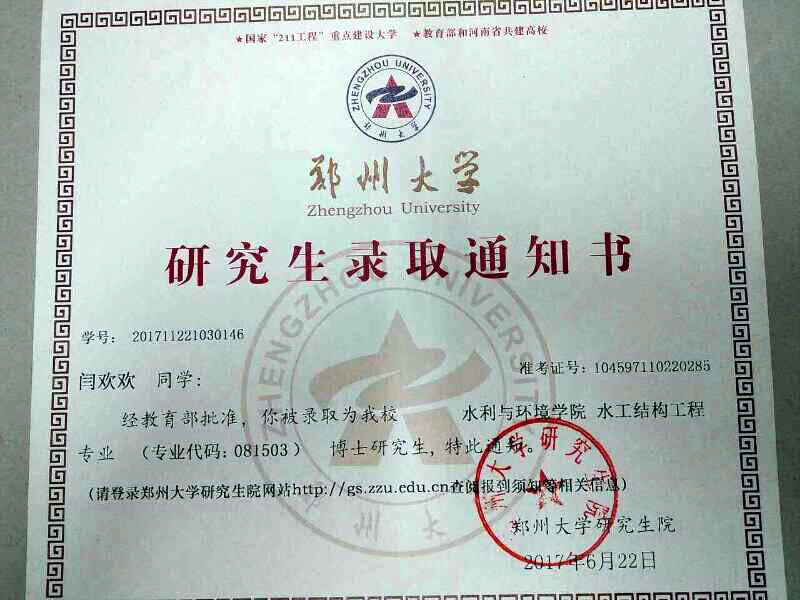 ★国家“211工程”重点建设大学 ★教育部和河南省共建高校
ZHENGZHOU UNIVERSITY
郑州大学
Zhengzhou University
研究生录取通知书
学号: 201711221030146
准考证号: 104597110220285
闫欢欢 同学:
经教育部批准, 你被录取为我校 水利与环境学院 水工结构工程
专业 (专业代码: 081503) 博士研究生, 特此通知。
(请登录郑州大学研究生院网站http://gs.zzu.edu.cn查阅报到须知等相关信息)
郑州大学研究生院
2017年6月22日
ZHENGZHOU UNIVERSITY
州大学研究生院